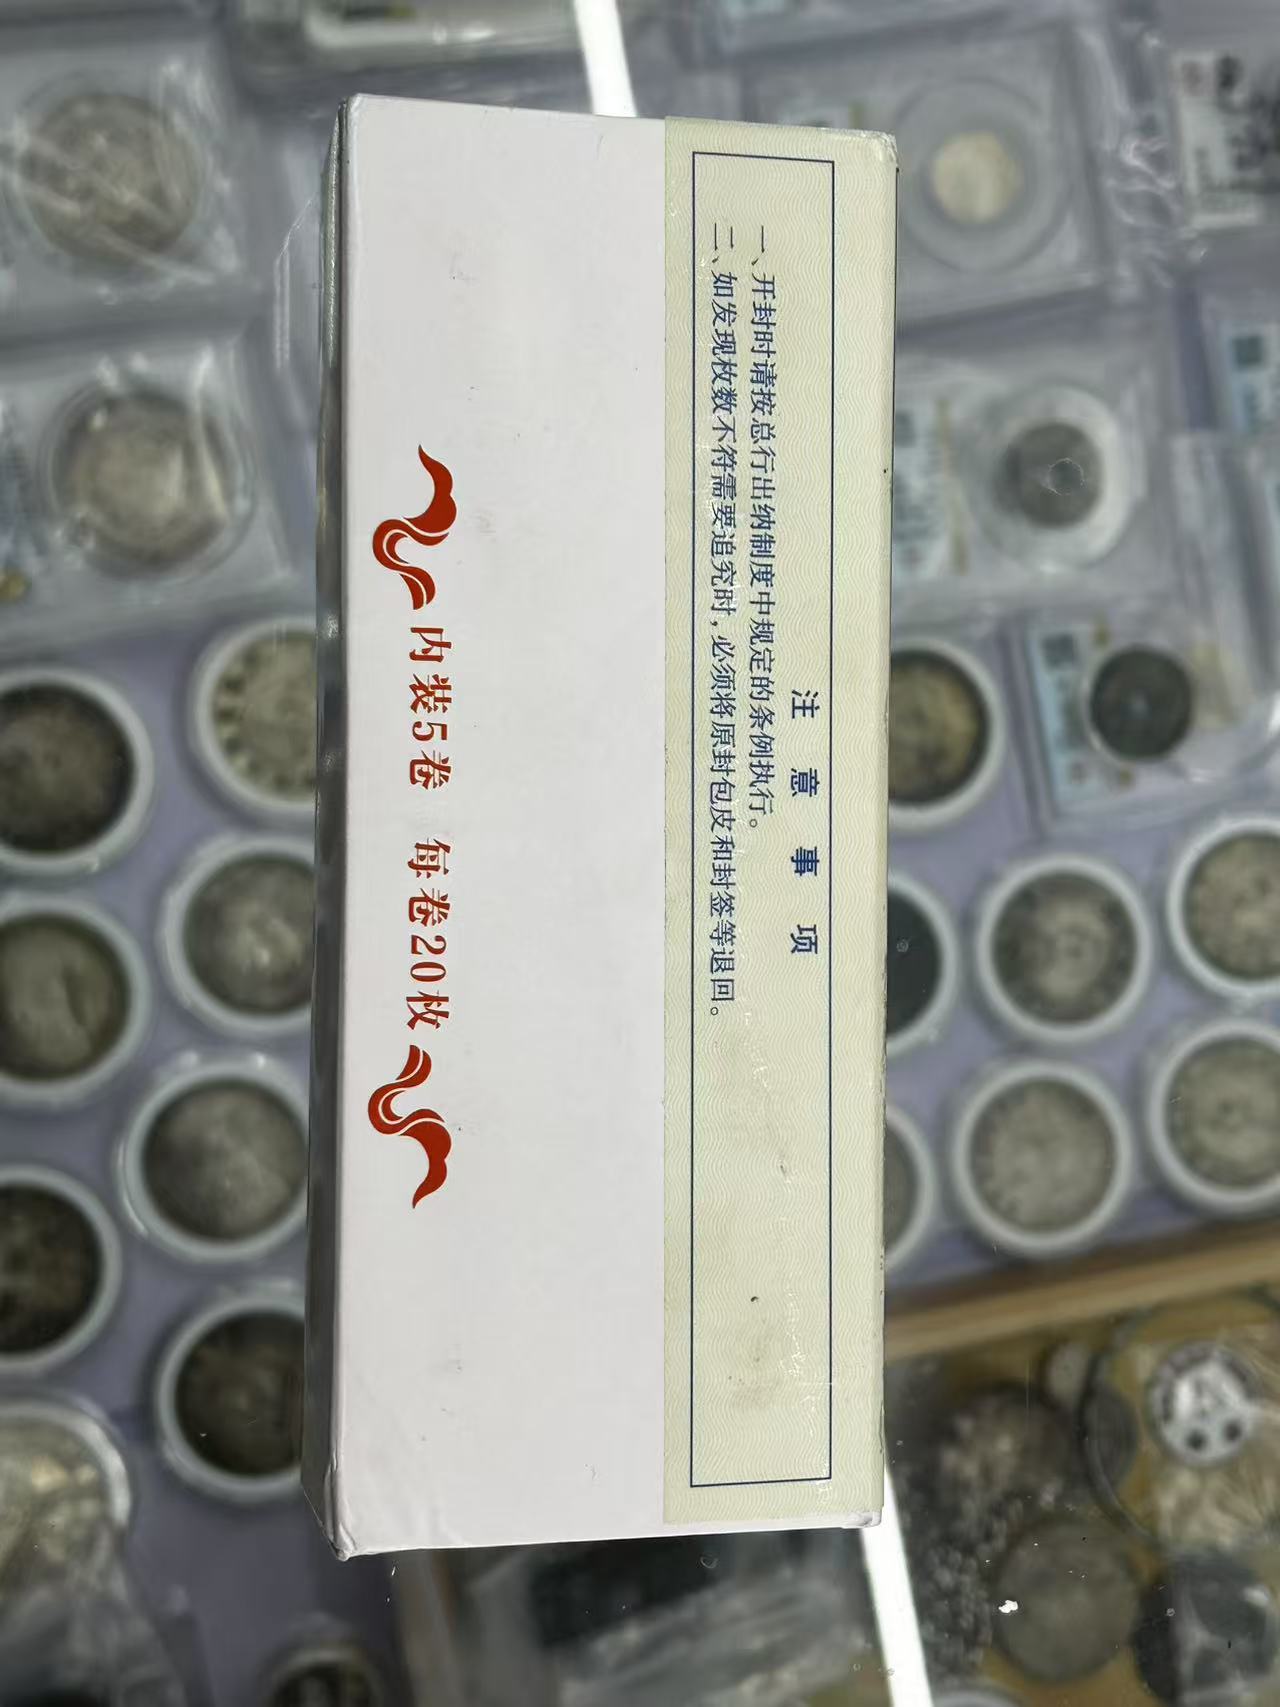 注意事项
一、开封时请按总行出纳制度中规定的条例执行。
二、如发现枚数不符需要追究时，必须将原封包皮和封签等退回。
内装5卷 每卷20枚